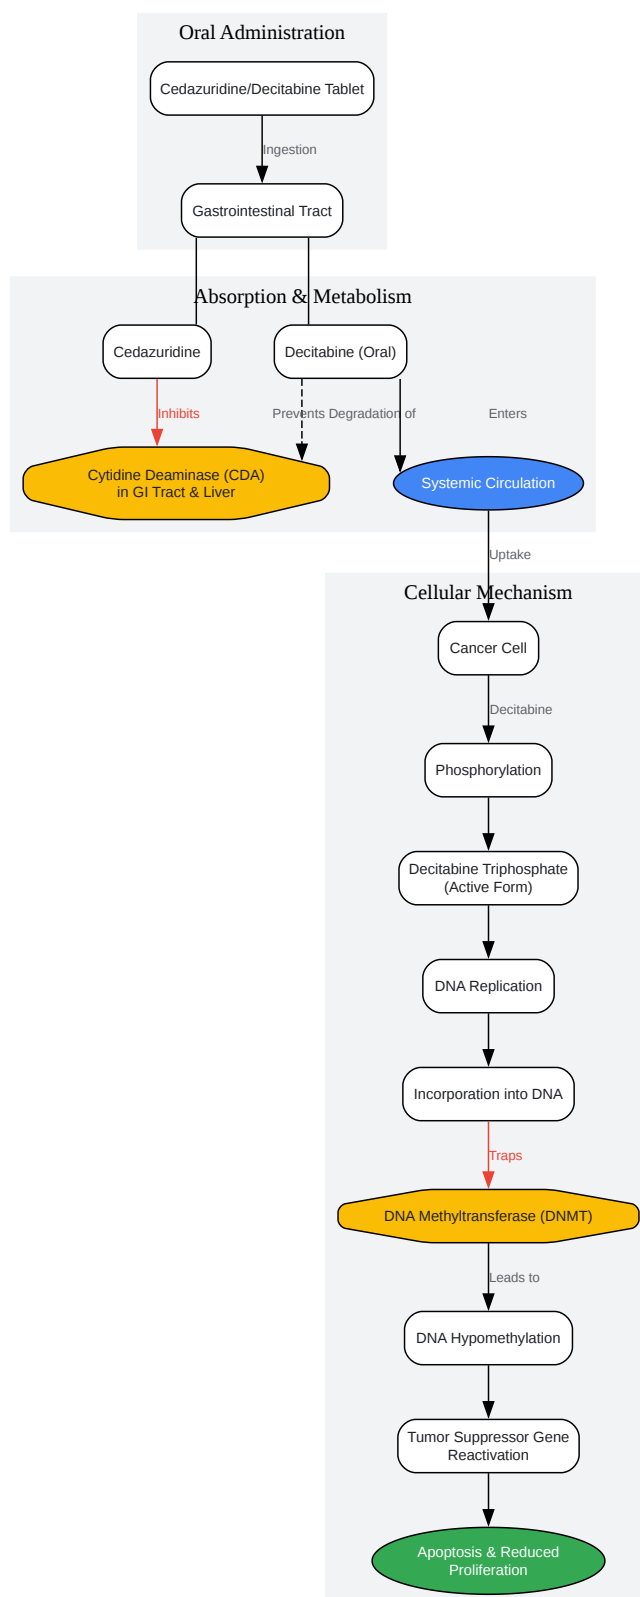 Oral Administration
Cedazuridine/Decitabine Tablet
Ingestion
Gastrointestinal Tract
Absorption & Metabolism
Cedazuridine
Decitabine (Oral)
Inhibits
Prevents Degradation of
Enters
Cytidine Deaminase (CDA)
in GI Tract & Liver
Systemic Circulation
Uptake
Cellular Mechanism
Cancer Cell
Decitabine
Phosphorylation
Decitabine Triphosphate
(Active Form)
DNA Replication
Incorporation into DNA
Traps
DNA Methyltransferase (DNMT)
Leads to
DNA Hypomethylation
Tumor Suppressor Gene
Reactivation
Apoptosis & Reduced
Proliferation